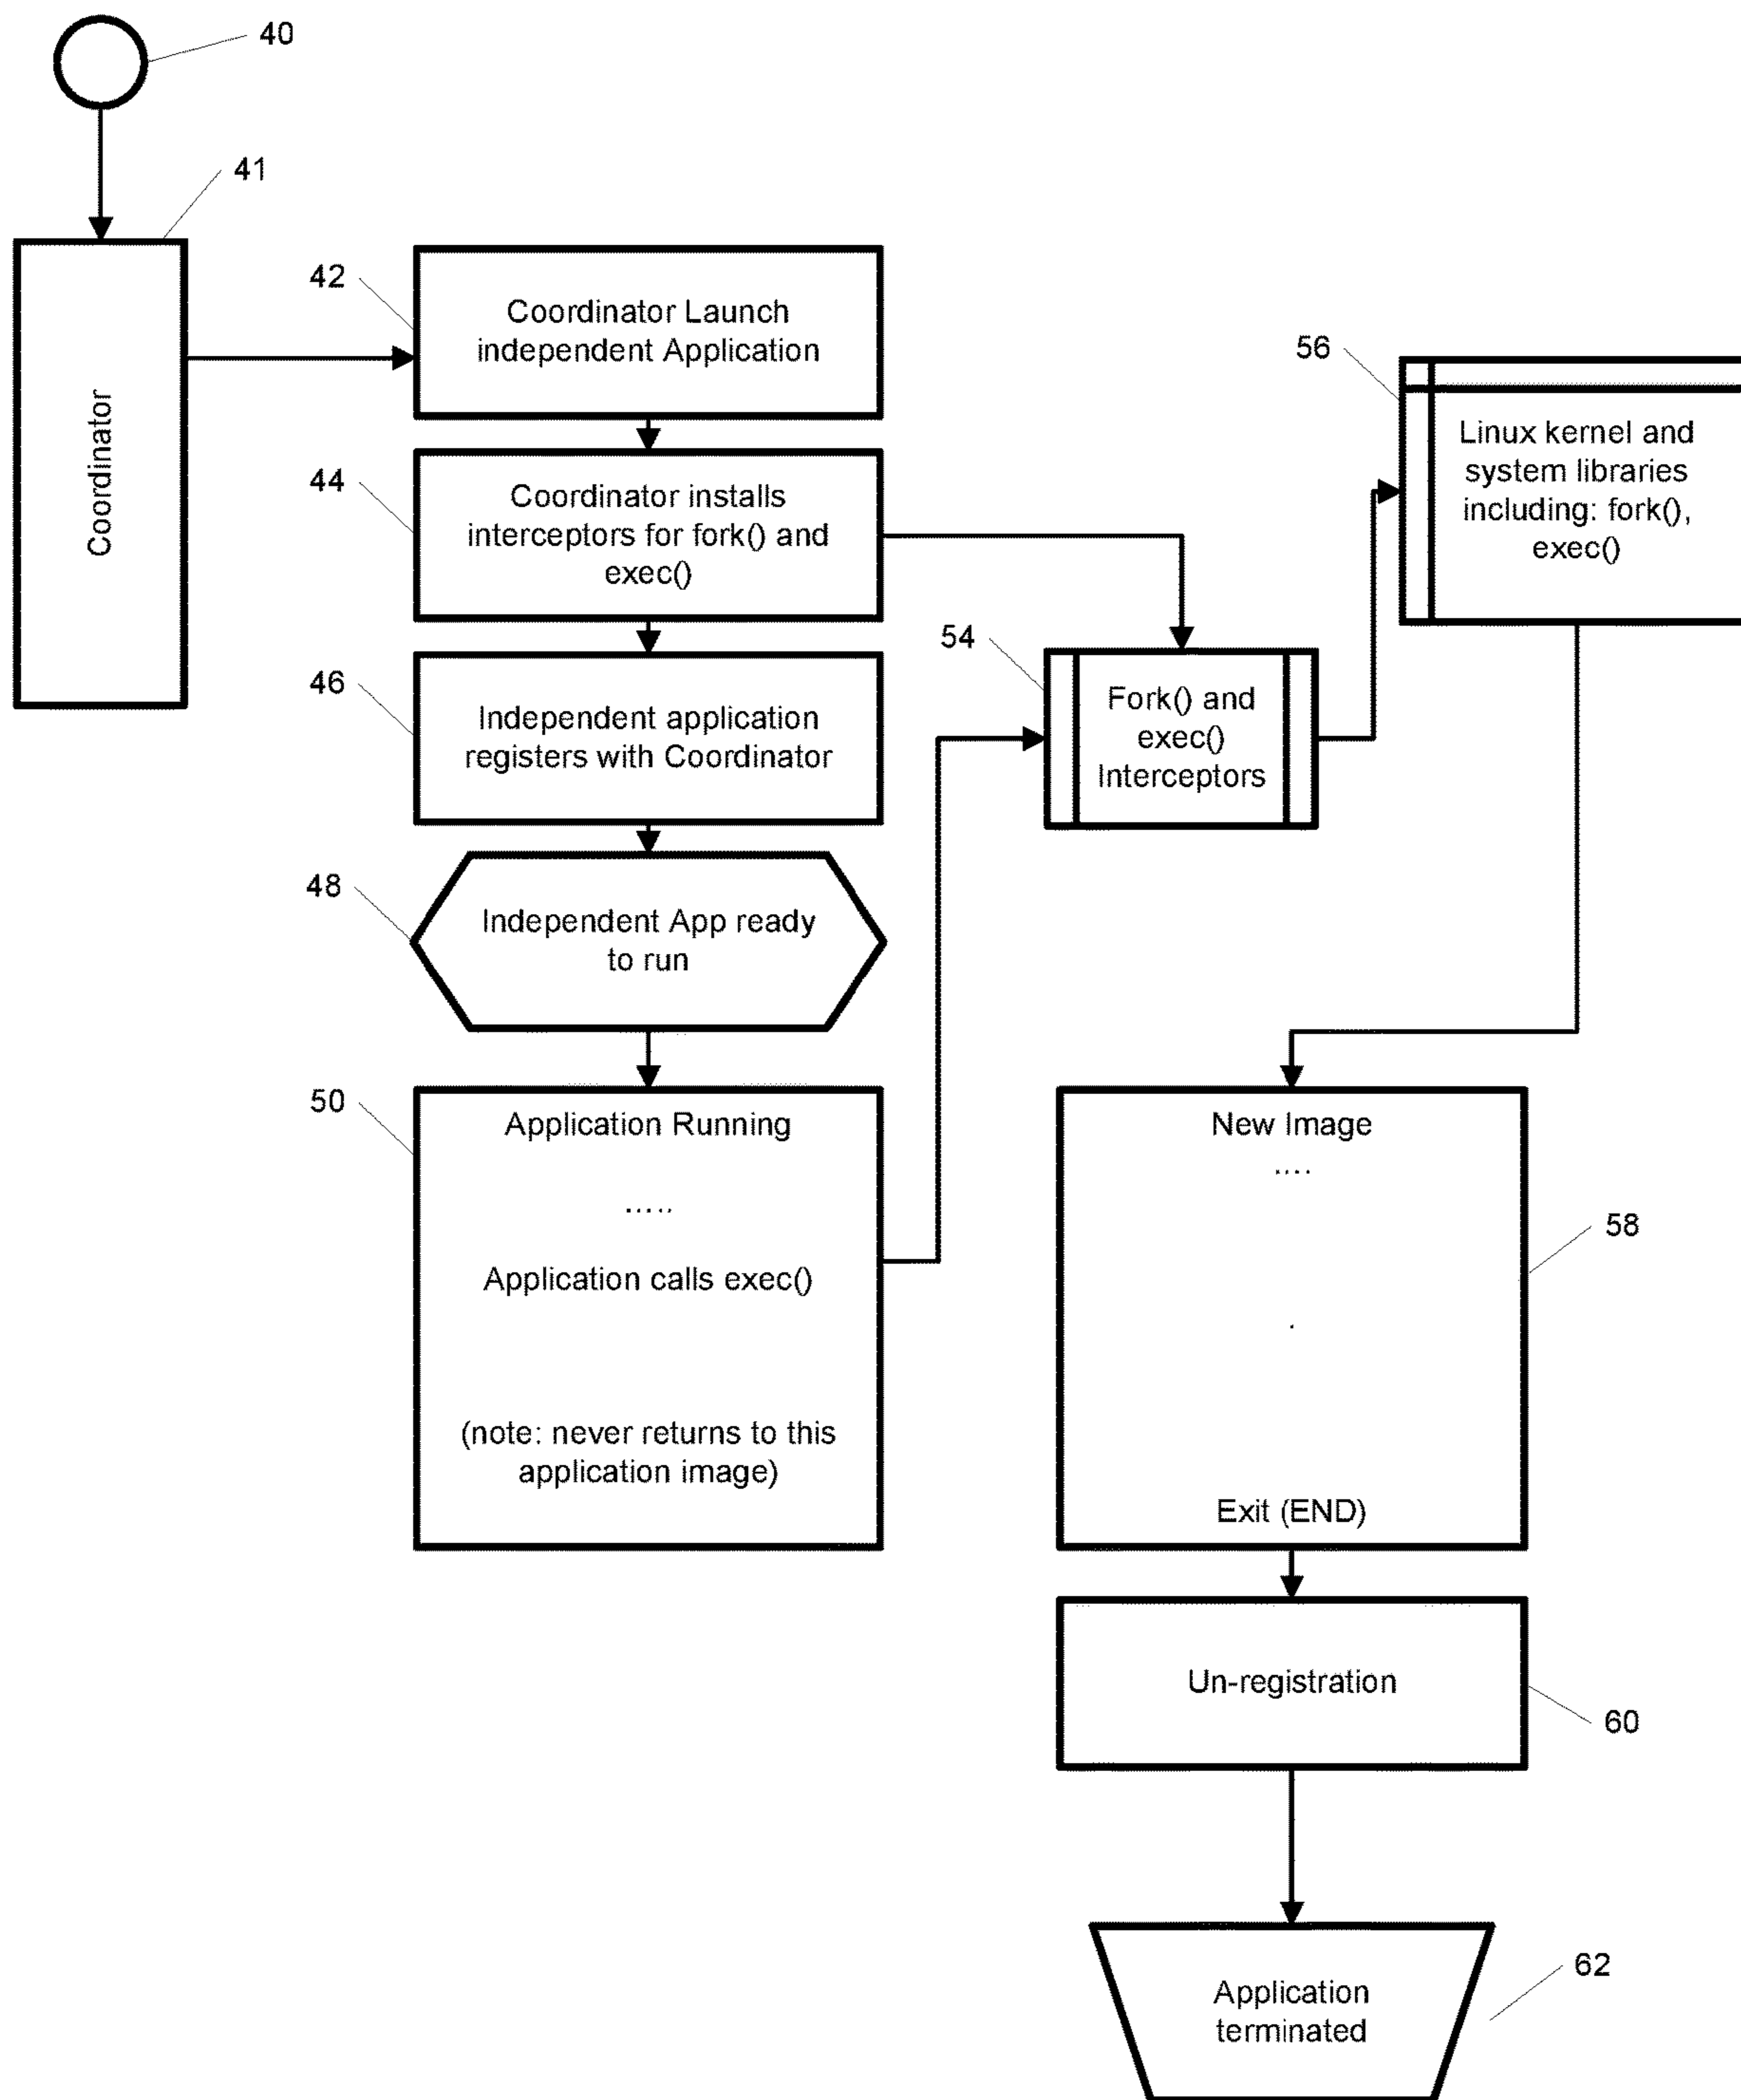 40
41
Coordinator
42
Coordinator Launch
independent Application
44
Coordinator installs
interceptors for fork() and
exec()
46
Independent application
registers with Coordinator
48
Independent App ready
to run
50
Application Running
.....
Application calls exec()
(note: never returns to this
application image)
54
Fork() and
exec()
Interceptors
56
Linux kernel and
system libraries
including: fork(),
exec()
New Image
....
.
Exit (END)
58
Un-registration
60
Application
terminated
62